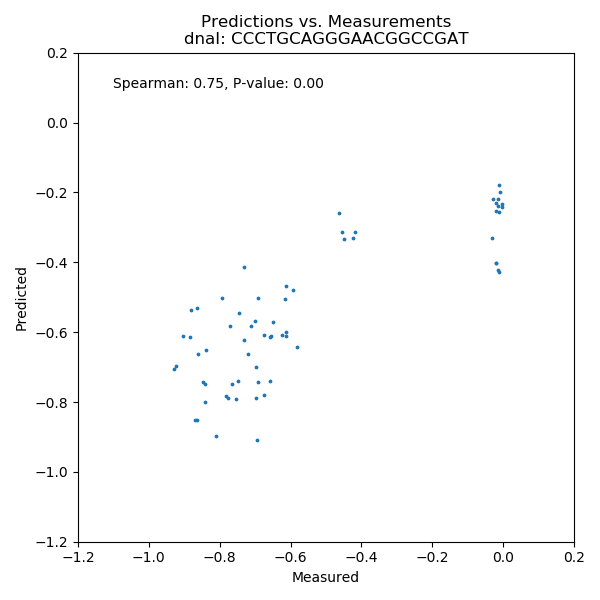 Predictions vs. Measurements
dnaI: CCCTGCAGGGAACGGCCGAT
Spearman: 0.75, P-value: 0.00
Predicted
0.2
0.0
−0.2
−0.4
−0.6
−0.8
−1.0
−1.2
−1.2 −1.0 −0.8 −0.6 −0.4 −0.2 0.0 0.2
Measured